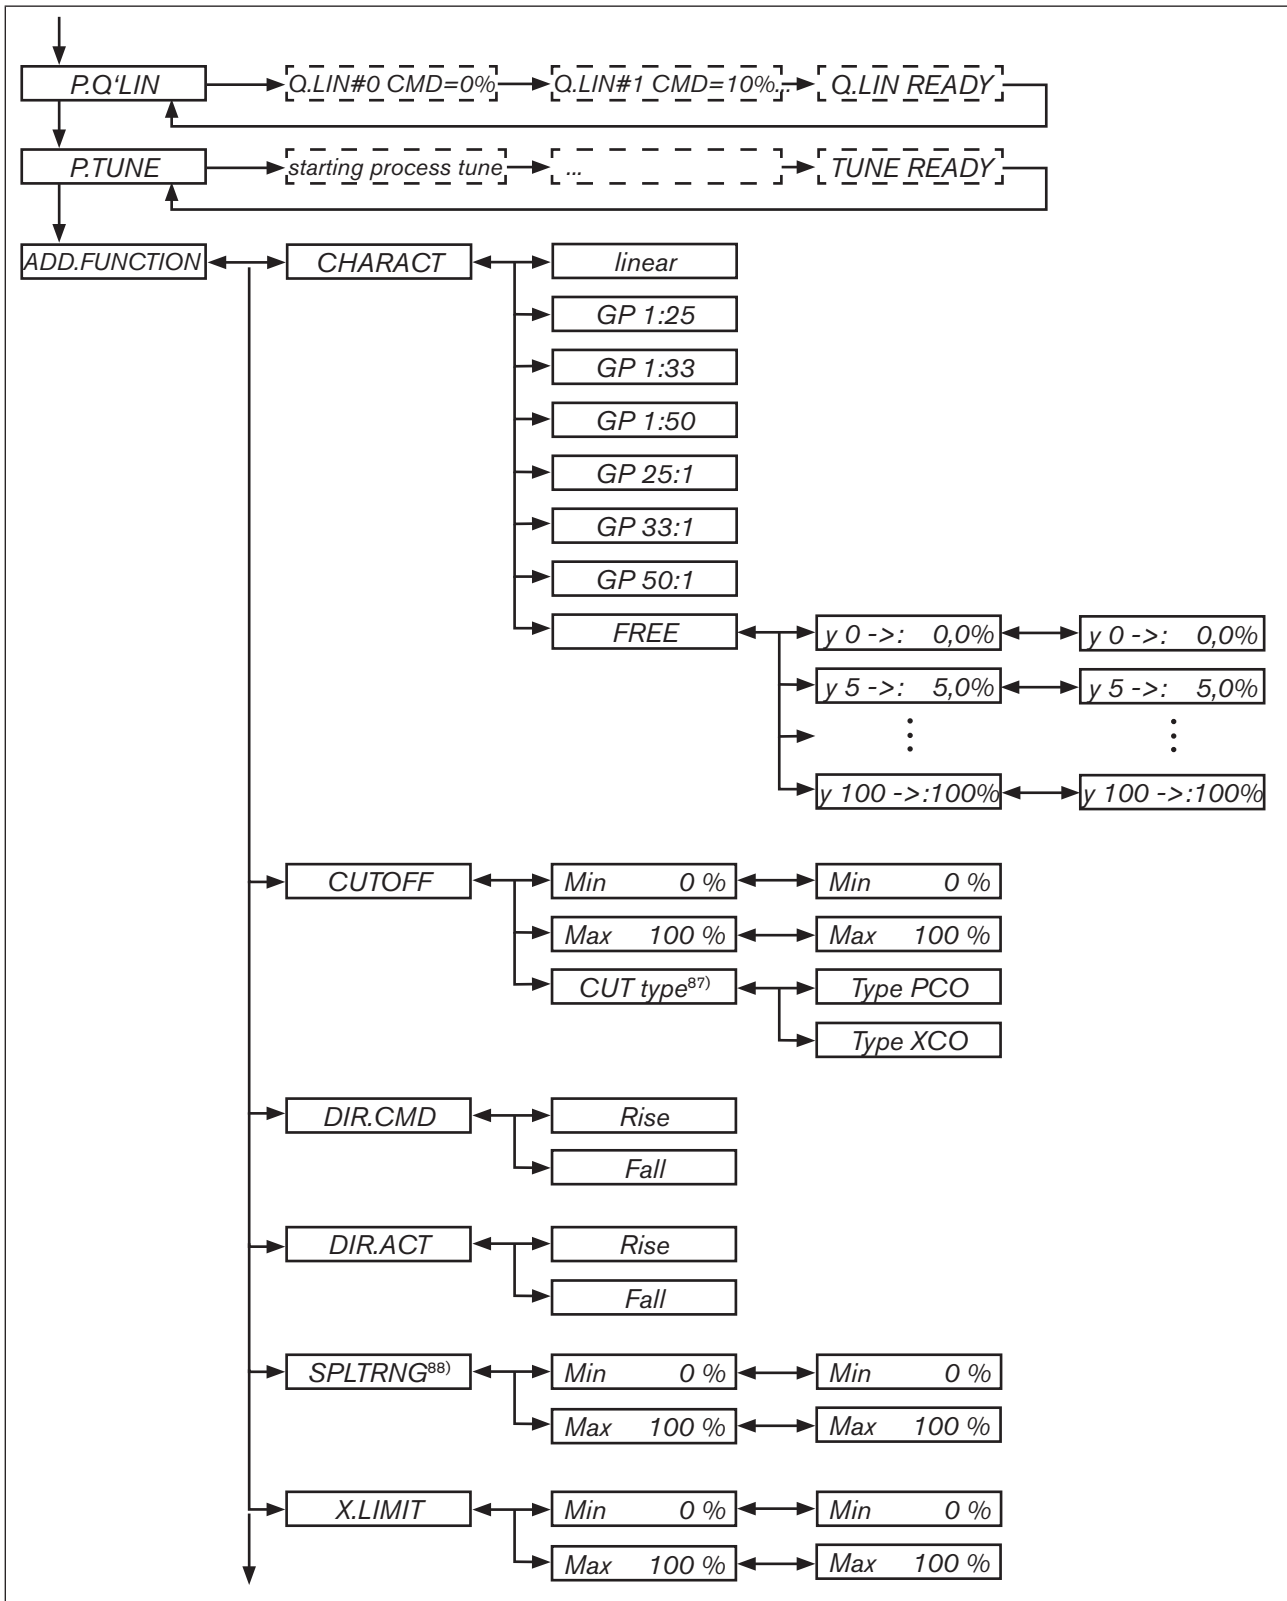 P.Q'LIN Q.LIN#0 CMD=0% Q.LIN#1 CMD=10%... Q.LIN READY
P.TUNE starting process tune ... TUNE READY
ADD.FUNCTION CHARACT linear
GP 1:25
GP 1:33
GP 1:50
GP 25:1
GP 33:1
GP 50:1
FREE y 0 ->: 0,0% y 0 ->: 0,0%
y 5 ->: 5,0% y 5 ->: 5,0%
⋮ ⋮
y 100 ->:100% y 100 ->:100%
CUTOFF Min 0 % Min 0 %
Max 100 % Max 100 %
CUT type87) Type PCO
Type XCO
DIR.CMD Rise
Fall
DIR.ACT Rise
Fall
SPLTRNG88) Min 0 % Min 0 %
Max 100 % Max 100 %
X.LIMIT Min 0 % Min 0 %
Max 100 % Max 100 %